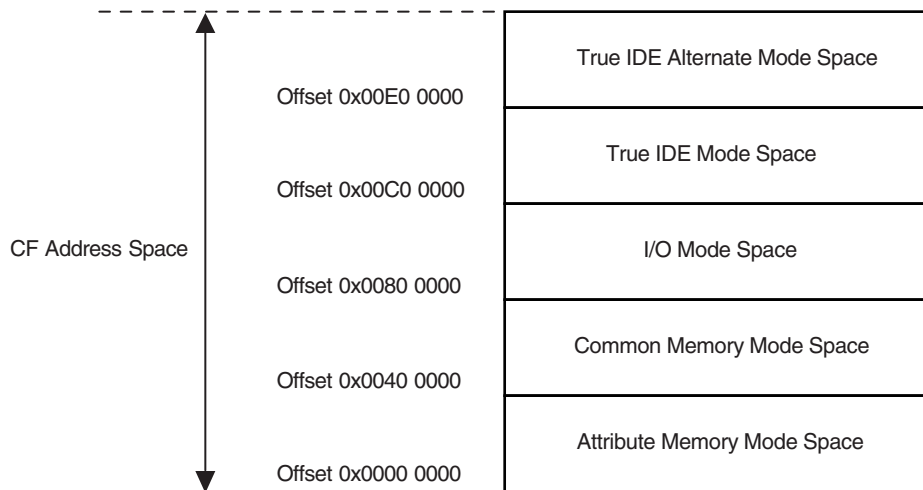 True IDE Alternate Mode Space
Offset 0x00E0 0000
True IDE Mode Space
Offset 0x00C0 0000
CF Address Space
I/O Mode Space
Offset 0x0080 0000
Common Memory Mode Space
Offset 0x0040 0000
Attribute Memory Mode Space
Offset 0x0000 0000